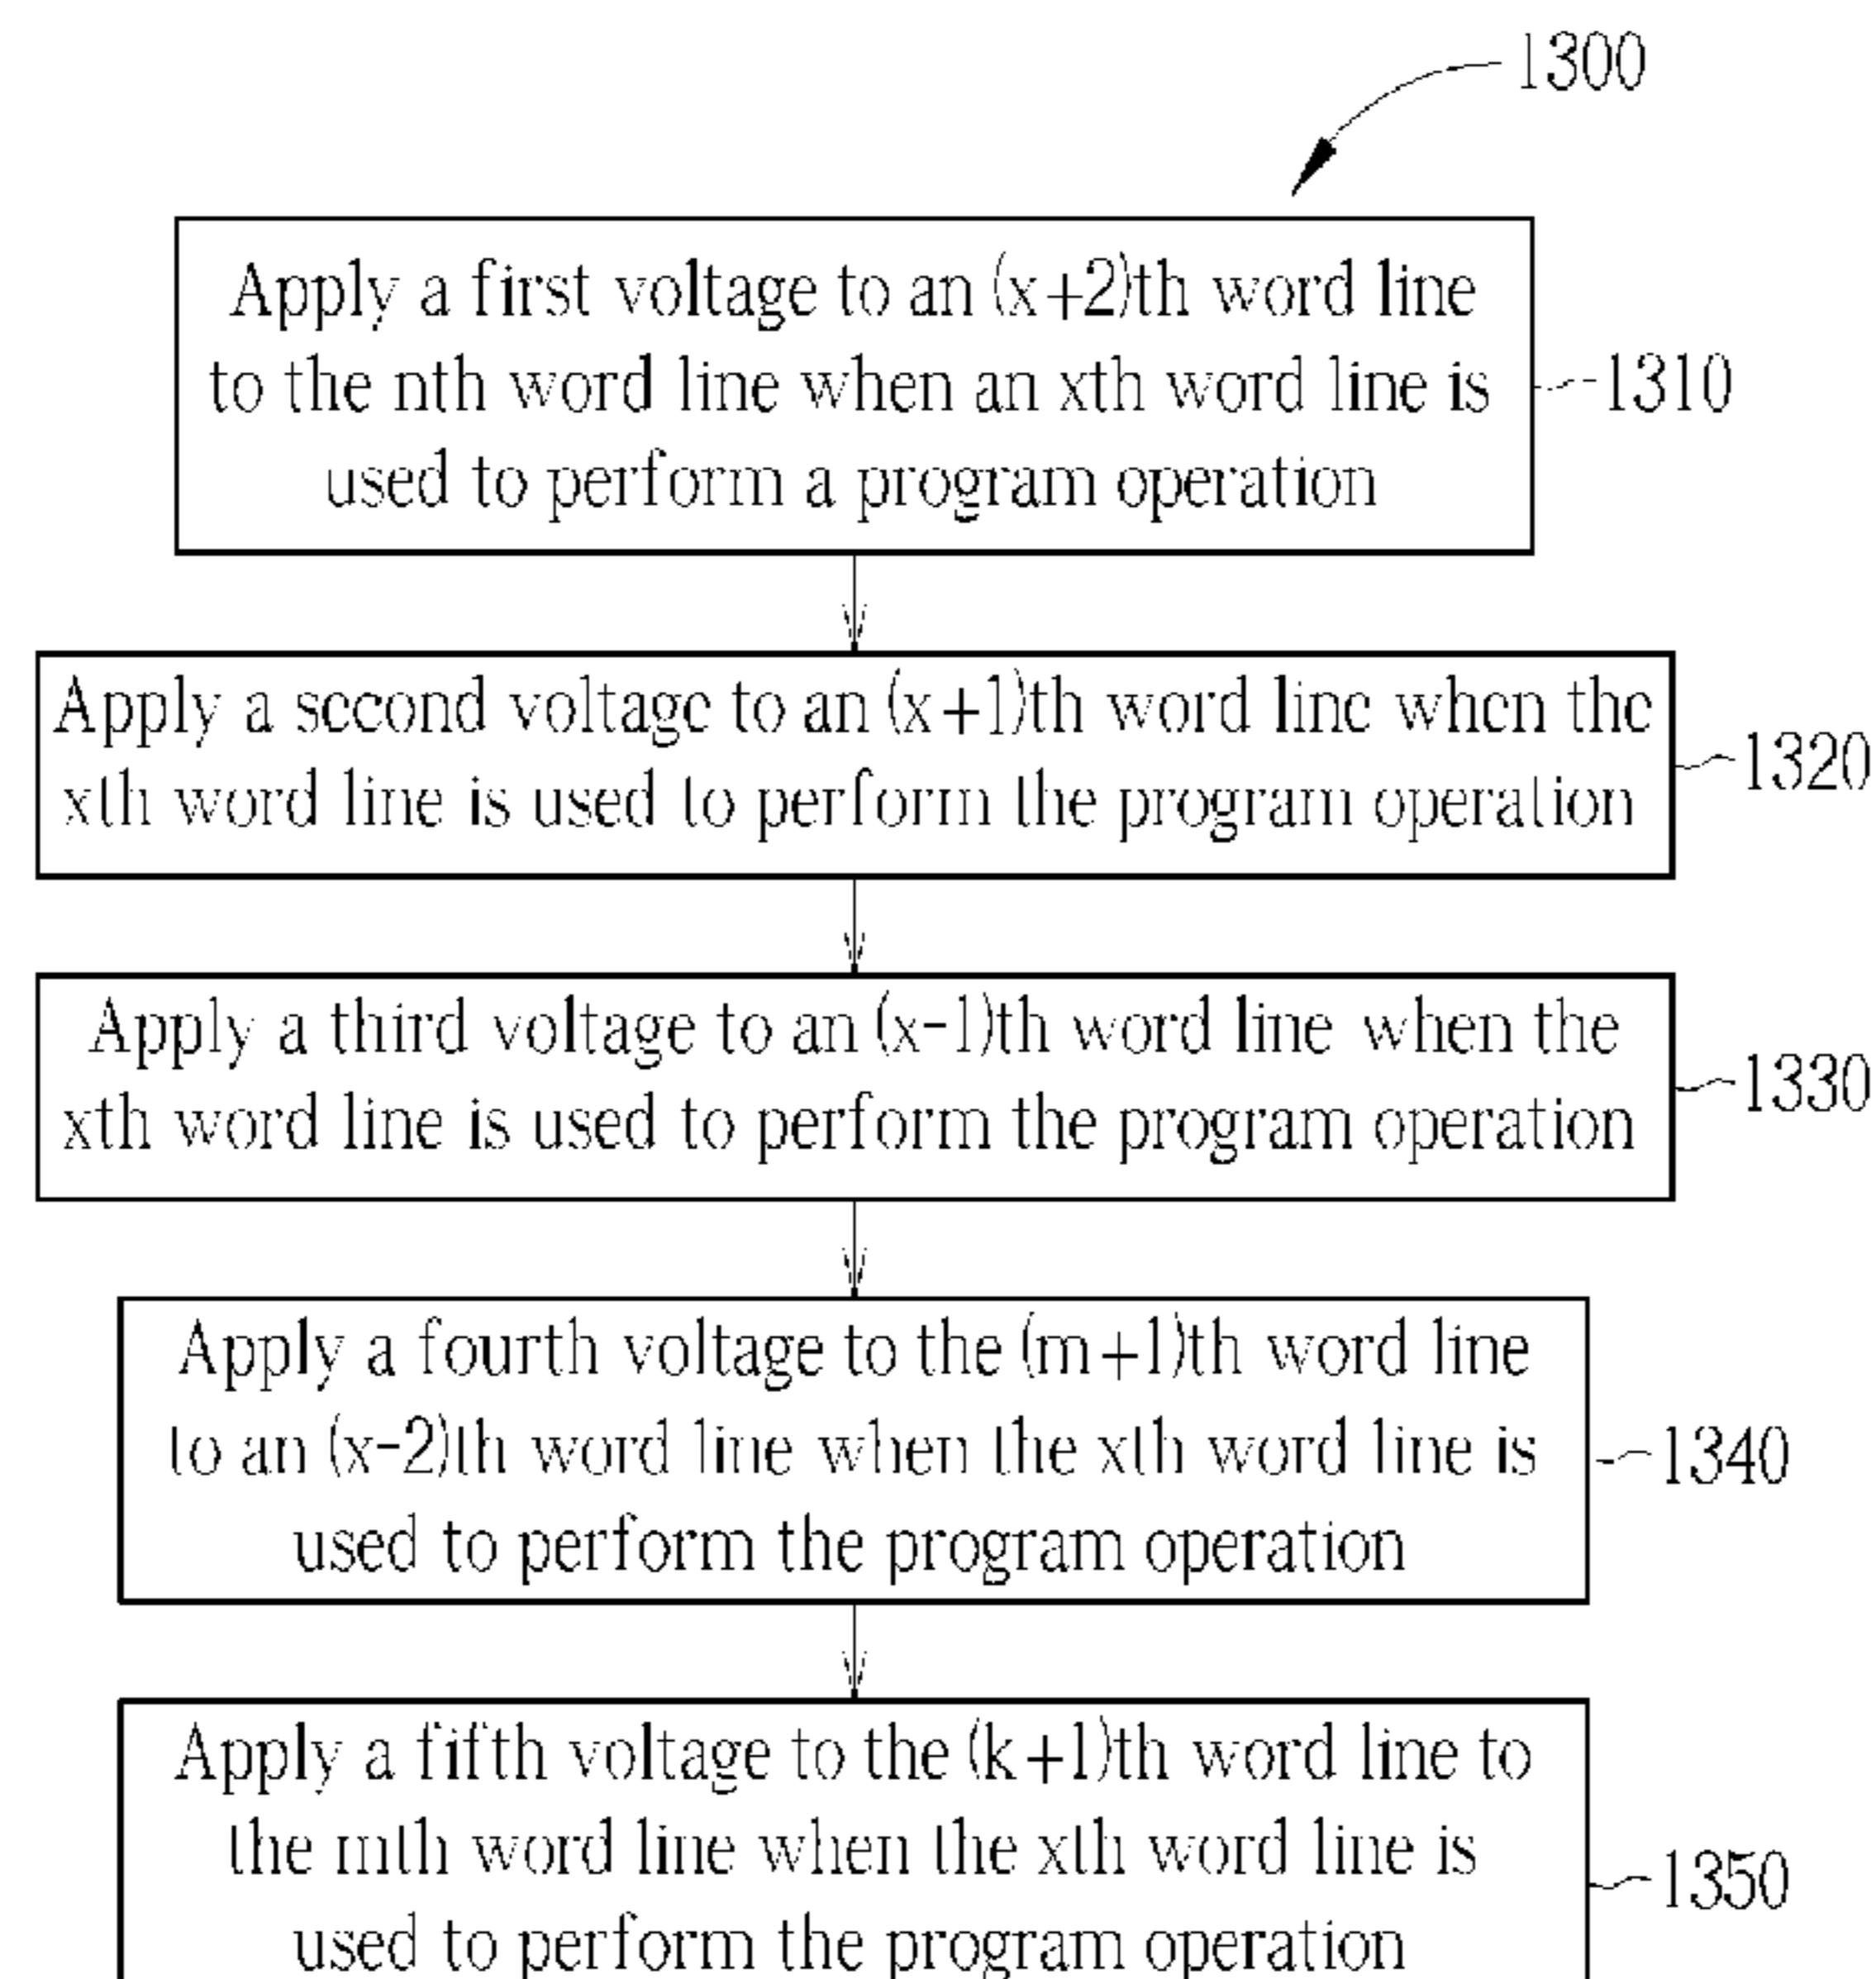 1300
Apply a first voltage to an (x+2)th word line
to the nth word line when an xth word line is
used to perform a program operation
1310
Apply a second voltage to an (x+1)th word line when the
xth word line is used to perform the program operation
1320
Apply a third voltage to an (x-1)th word line when the
xth word line is used to perform the program operation
1330
Apply a fourth voltage to the (m+1)th word line
to an (x-2)th word line when the xth word line is
used to perform the program operation
1340
Apply a fifth voltage to the (k+1)th word line to
the mth word line when the xth word line is
used to perform the program operation
1350